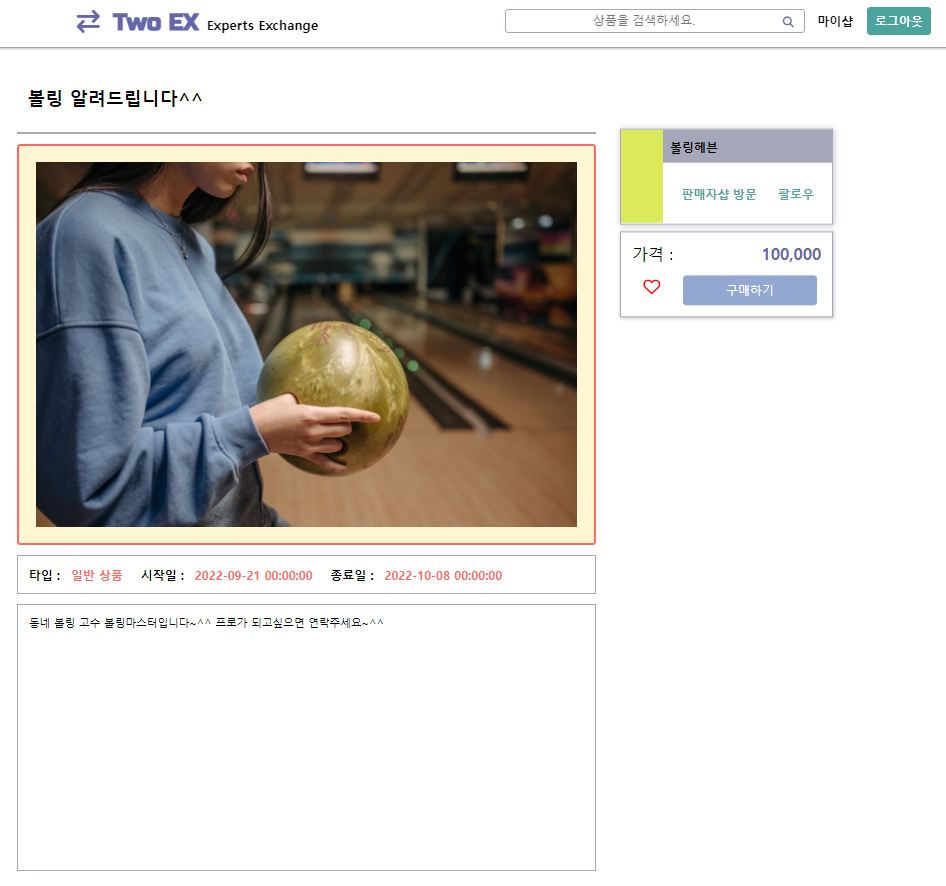 Two EX Experts Exchange
상품을 검색하세요.
마이샵
로그아웃
볼링 알려드립니다^^
볼링헤븐
판매자샵 방문 팔로우
가격 : 100,000
구매하기
타입 : 일반 상품 시작일 : 2022-09-21 00:00:00 종료일 : 2022-10-08 00:00:00
동네 볼링 고수 볼링마스터입니다~^^ 프로가 되고싶으면 연락주세요~^^